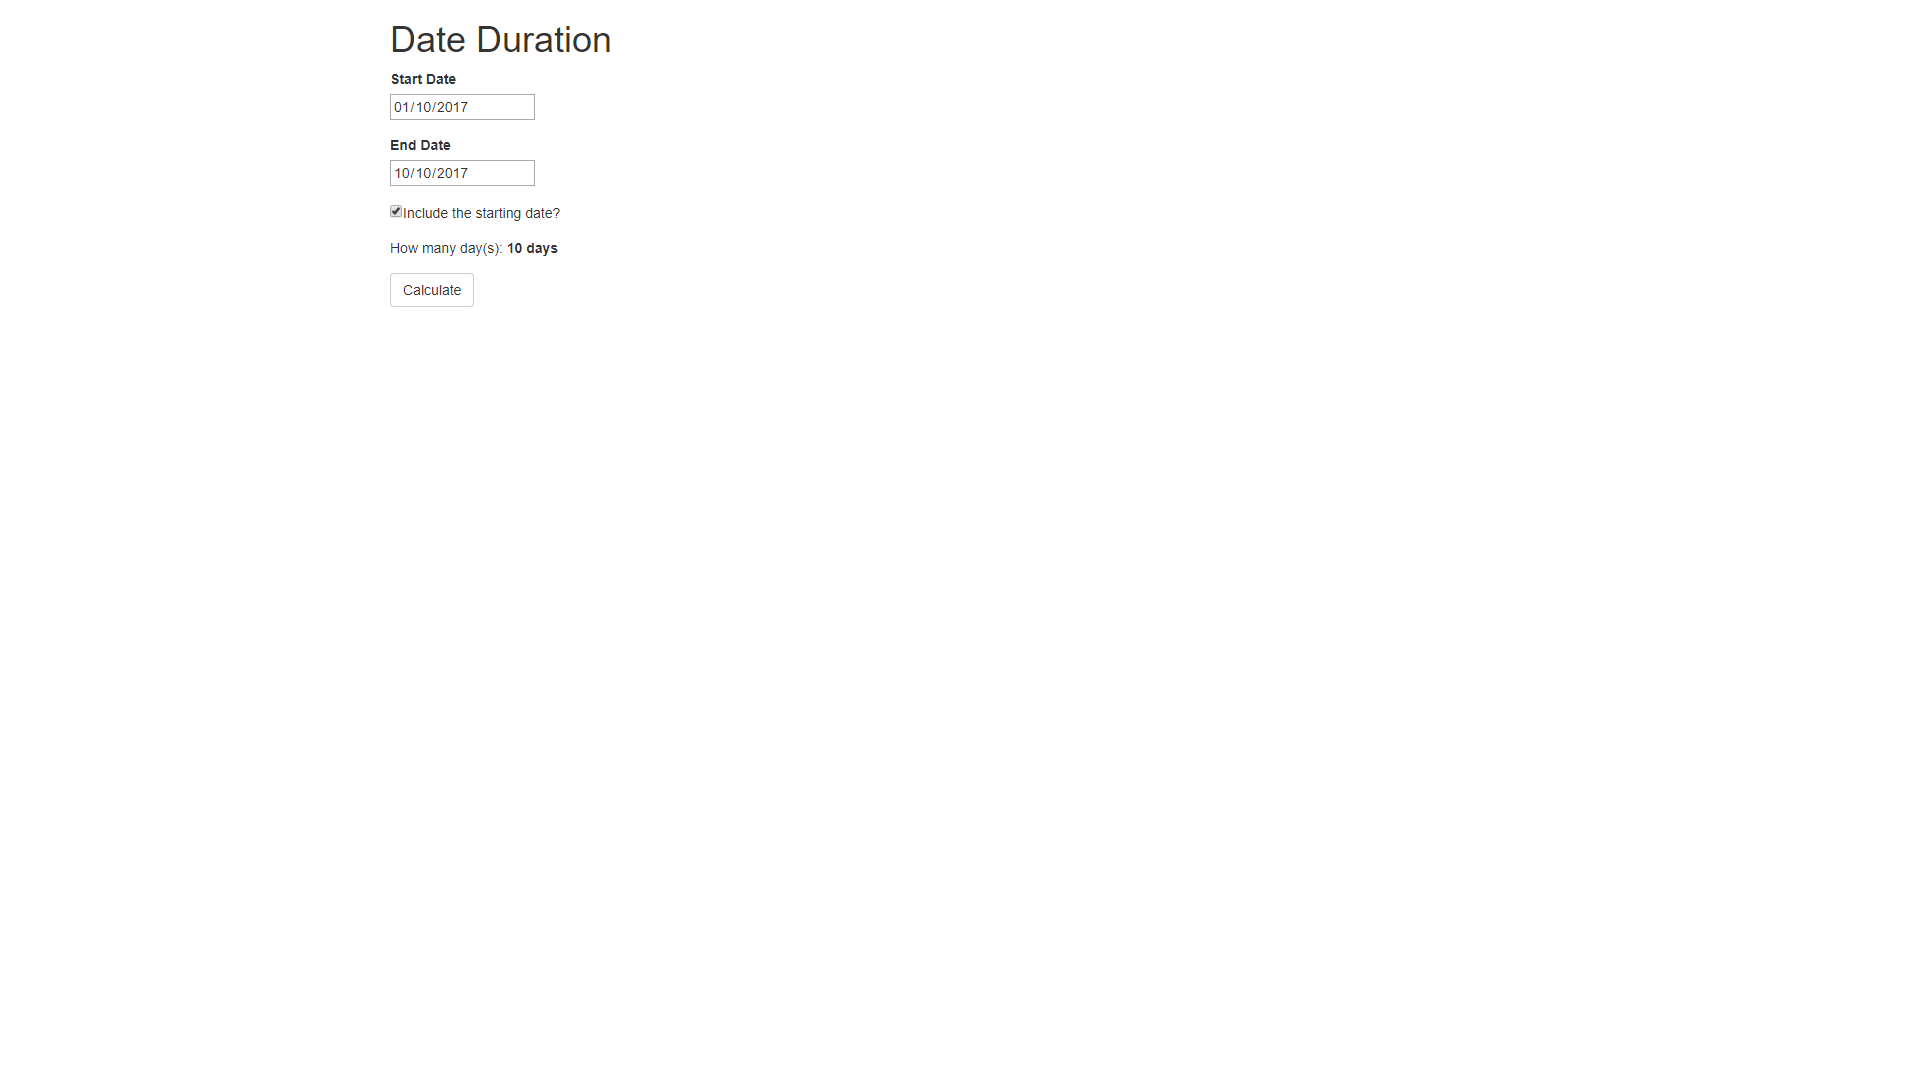 Date Duration
Start Date
01/10/2017
End Date
10/10/2017
Include the starting date?
How many day(s): 10 days
Calculate